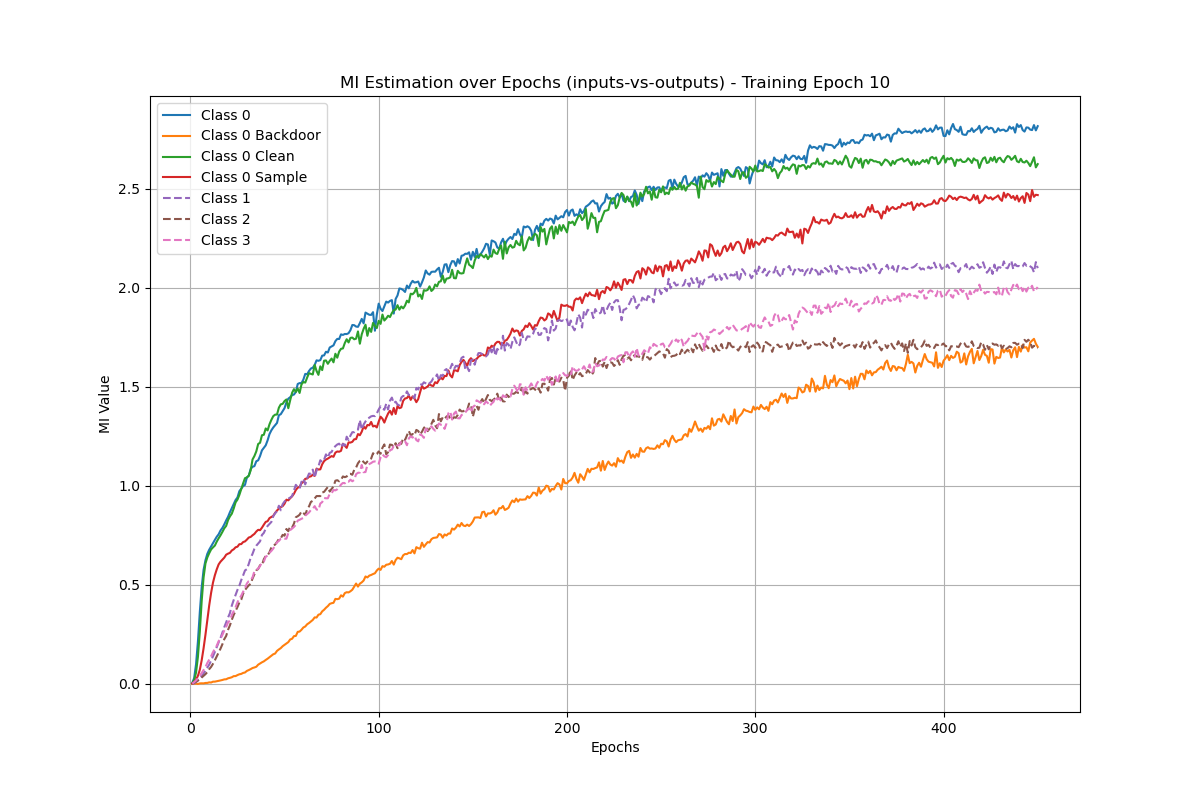 MI Estimation over Epochs (inputs-vs-outputs) - Training Epoch 10
Class 0
Class 0 Backdoor
Class 0 Clean
Class 0 Sample
Class 1
Class 2
Class 3
MI Value
2.5
2.0
1.5
1.0
0.5
0.0
0
100
200
300
400
Epochs